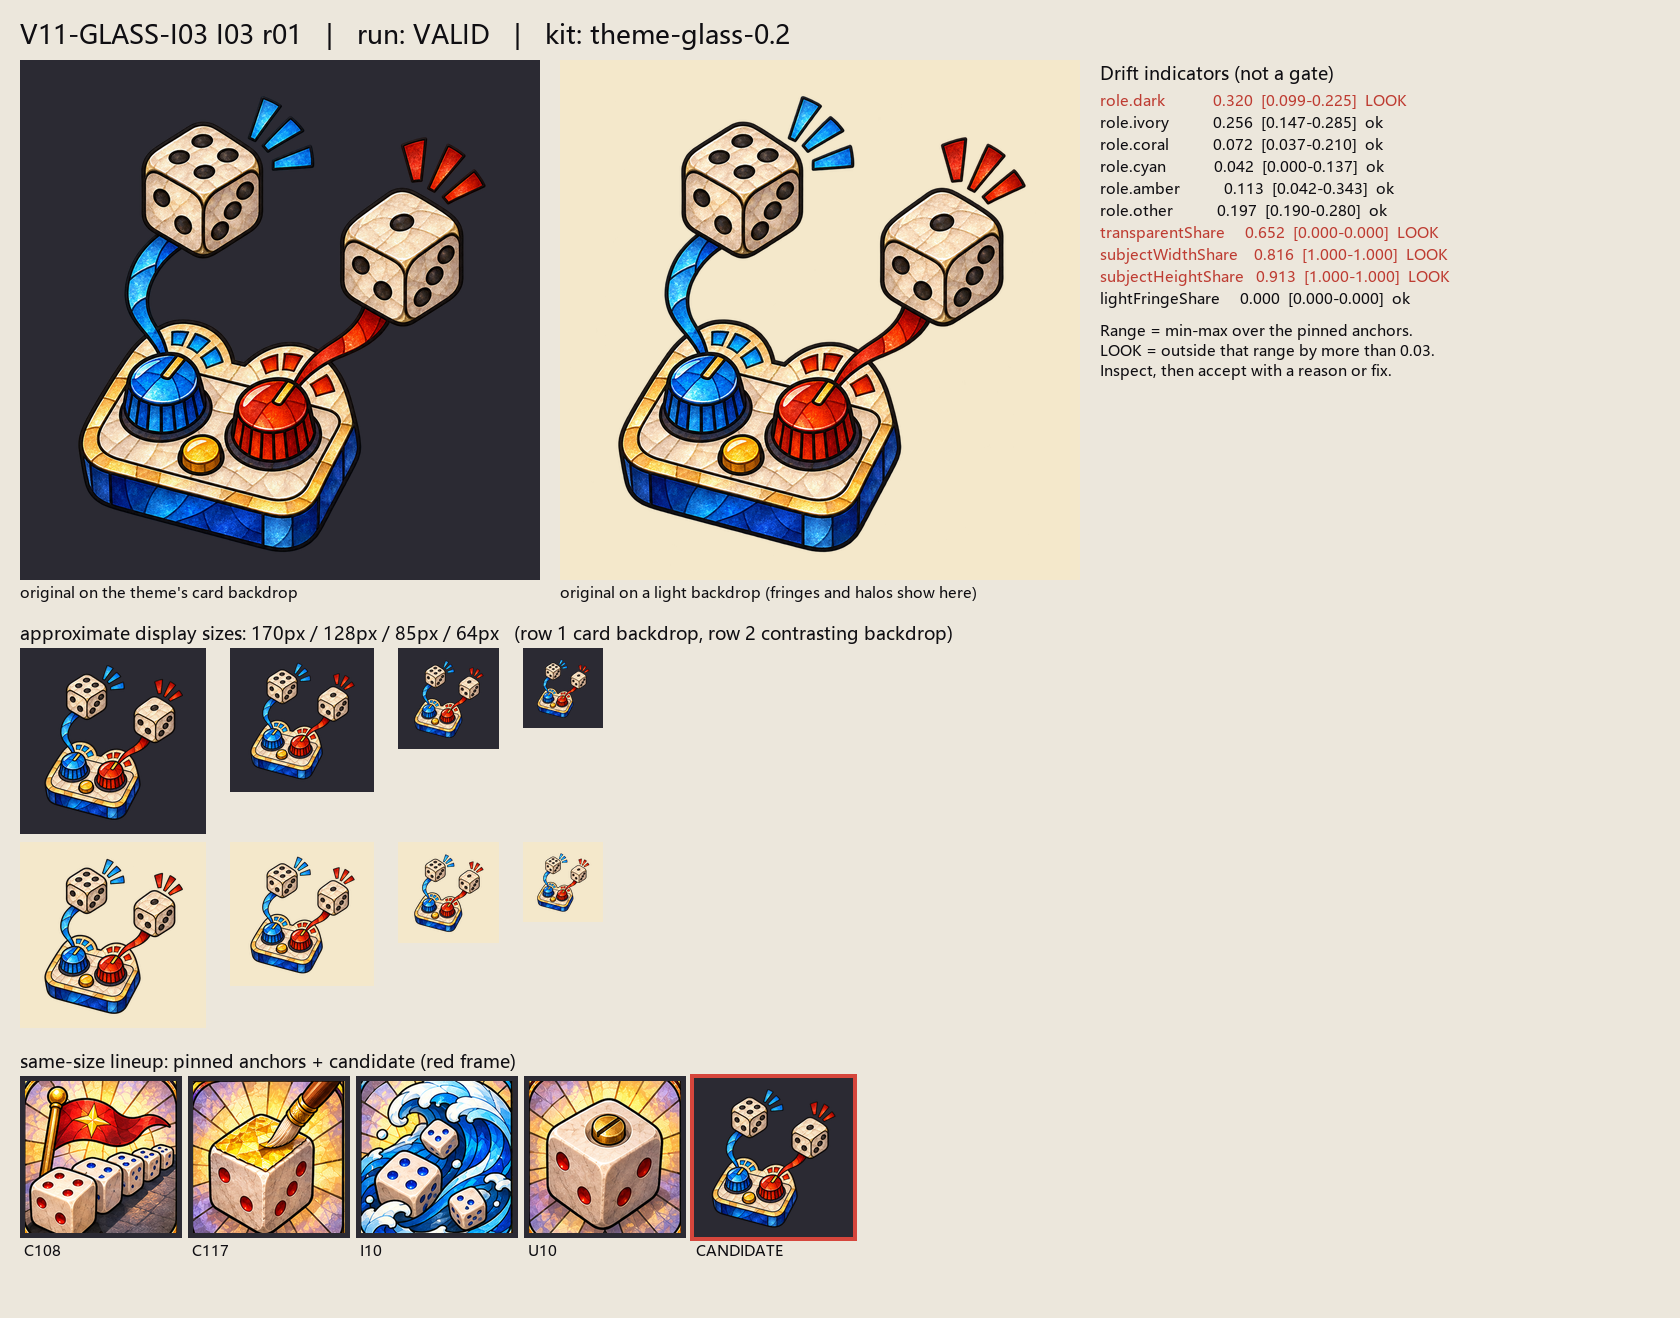 V11-GLASS-I03 I03 r01   |   run: VALID   |   kit: theme-glass-0.2
Drift indicators (not a gate)
role.dark 0.320 [0.099-0.225] LOOK
role.ivory 0.256 [0.147-0.285] ok
role.coral 0.072 [0.037-0.210] ok
role.cyan 0.042 [0.000-0.137] ok
role.amber 0.113 [0.042-0.343] ok
role.other 0.197 [0.190-0.280] ok
transparentShare 0.652 [0.000-0.000] LOOK
subjectWidthShare 0.816 [1.000-1.000] LOOK
subjectHeightShare 0.913 [1.000-1.000] LOOK
lightFringeShare 0.000 [0.000-0.000] ok
Range = min-max over the pinned anchors.
LOOK = outside that range by more than 0.03.
Inspect, then accept with a reason or fix.
original on the theme's card backdrop
original on a light backdrop (fringes and halos show here)
approximate display sizes: 170px / 128px / 85px / 64px   (row 1 card backdrop, row 2 contrasting backdrop)
same-size lineup: pinned anchors + candidate (red frame)
C108
C117
I10
U10
CANDIDATE